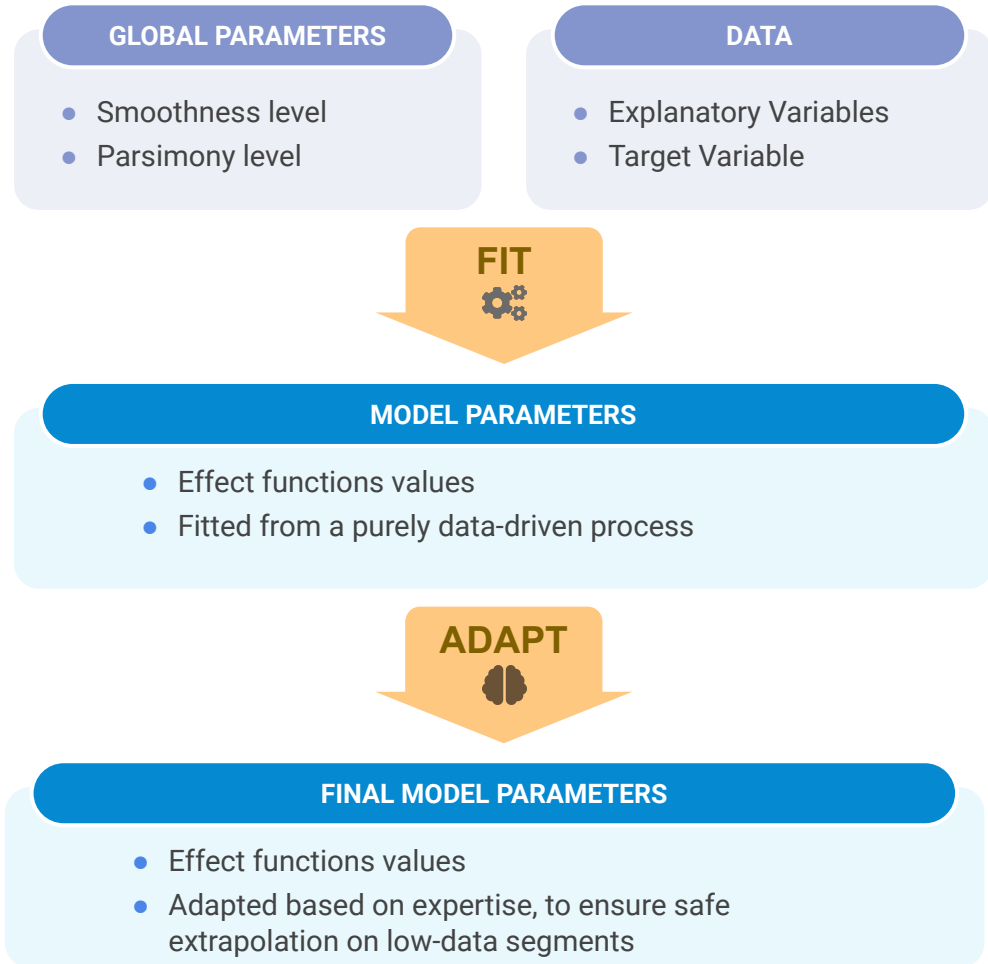 GLOBAL PARAMETERS
Smoothness level
Parsimony level
DATA
Explanatory Variables
Target Variable
FIT
MODEL PARAMETERS
Effect functions values
Fitted from a purely data-driven process
ADAPT
FINAL MODEL PARAMETERS
Effect functions values
Adapted based on expertise, to ensure safe
extrapolation on low-data segments